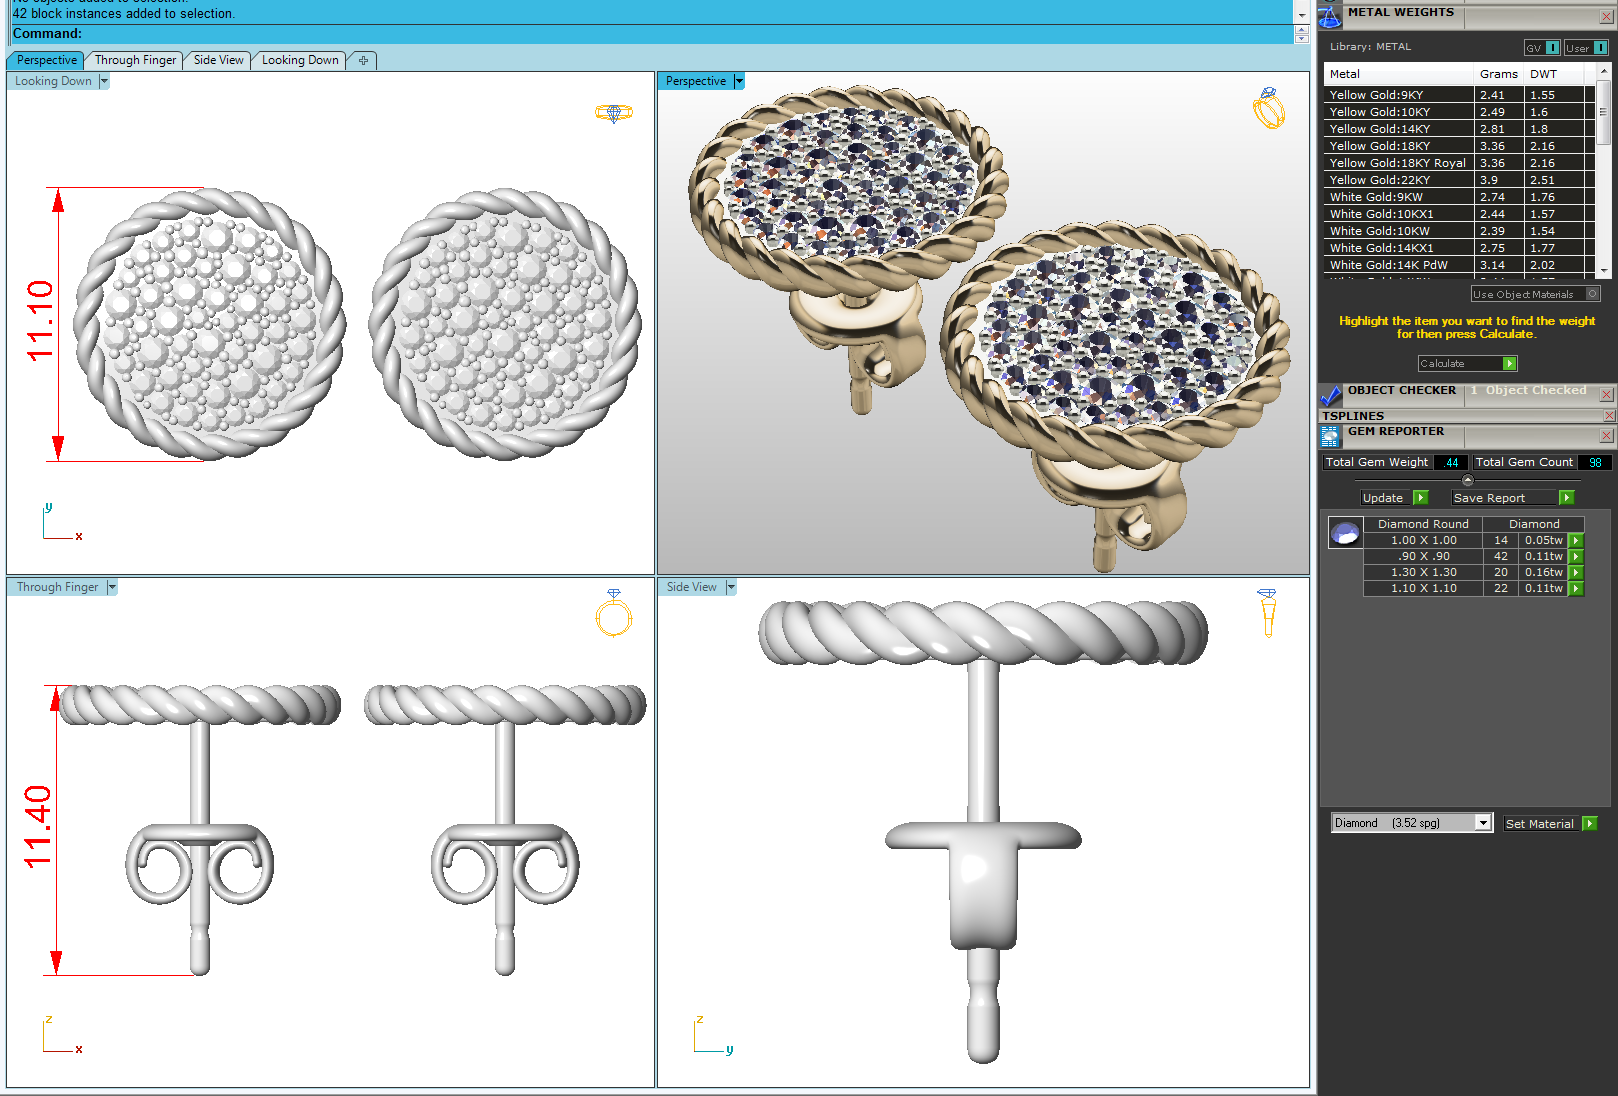 No objects added to selection.
42 block instances added to selection.
Command:
Perspective
Through Finger
Side View
Looking Down
Looking Down
Perspective
11.10
y
x
Through Finger
Side View
11.40
z
x
z
y
METAL WEIGHTS
Library: METAL
GV
User
Metal Grams DWT
Yellow Gold:9KY 2.41 1.55
Yellow Gold:10KY 2.49 1.6
Yellow Gold:14KY 2.81 1.8
Yellow Gold:18KY 3.36 2.16
Yellow Gold:18KY Royal 3.36 2.16
Yellow Gold:22KY 3.9 2.51
White Gold:9KW 2.74 1.76
White Gold:10KX1 2.44 1.57
White Gold:10KW 2.39 1.54
White Gold:14KX1 2.75 1.77
White Gold:14K PdW 3.14 2.02
Use Object Materials
Highlight the item you want to find the weight
for then press Calculate.
Calculate
OBJECT CHECKER 1 Object Checked
TSPLINES
GEM REPORTER
Total Gem Weight .44 Total Gem Count 98
Update Save Report
Diamond Round Diamond
1.00 X 1.00 14 0.05tw
.90 X .90 42 0.11tw
1.30 X 1.30 20 0.16tw
1.10 X 1.10 22 0.11tw
Diamond (3.52 spg) Set Material